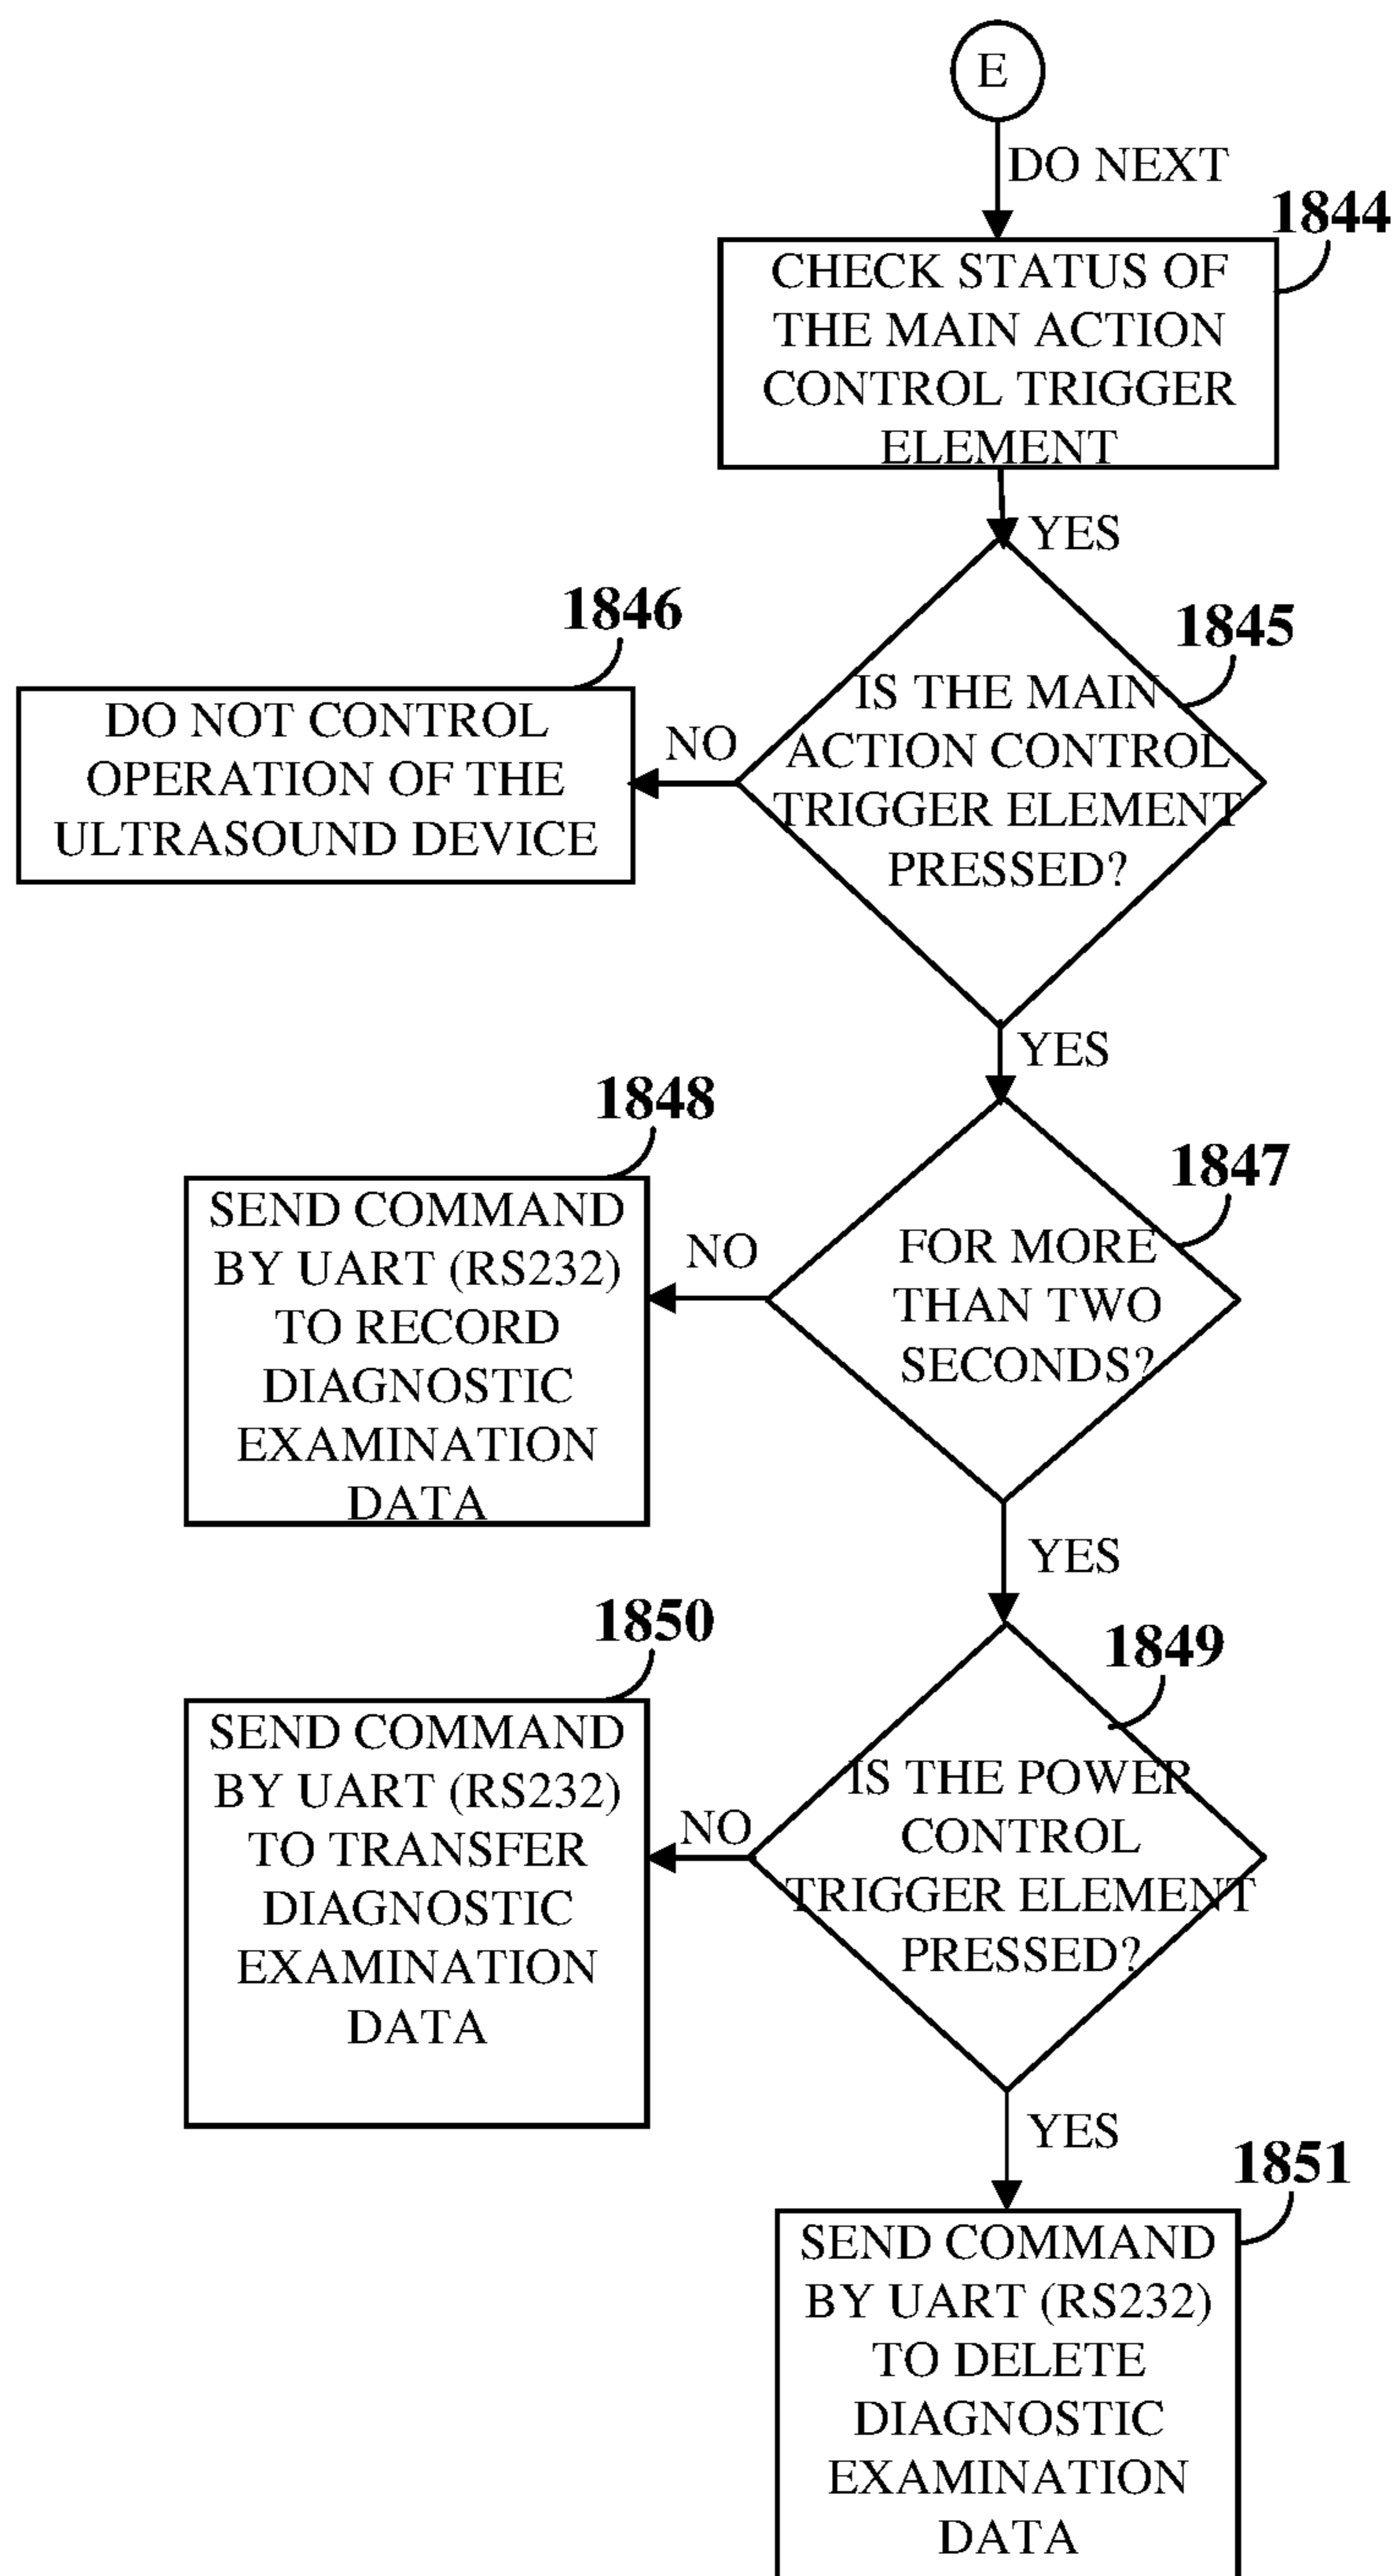 E
DO NEXT
1844
CHECK STATUS OF
THE MAIN ACTION
CONTROL TRIGGER
ELEMENT
YES
1846
DO NOT CONTROL
OPERATION OF THE
ULTRASOUND DEVICE
NO
1845
IS THE MAIN
ACTION CONTROL
TRIGGER ELEMENT
PRESSED?
YES
1848
SEND COMMAND
BY UART (RS232)
TO RECORD
DIAGNOSTIC
EXAMINATION
DATA
NO
1847
FOR MORE
THAN TWO
SECONDS?
YES
1850
SEND COMMAND
BY UART (RS232)
TO TRANSFER
DIAGNOSTIC
EXAMINATION
DATA
NO
1849
IS THE POWER
CONTROL
TRIGGER ELEMENT
PRESSED?
YES
1851
SEND COMMAND
BY UART (RS232)
TO DELETE
DIAGNOSTIC
EXAMINATION
DATA